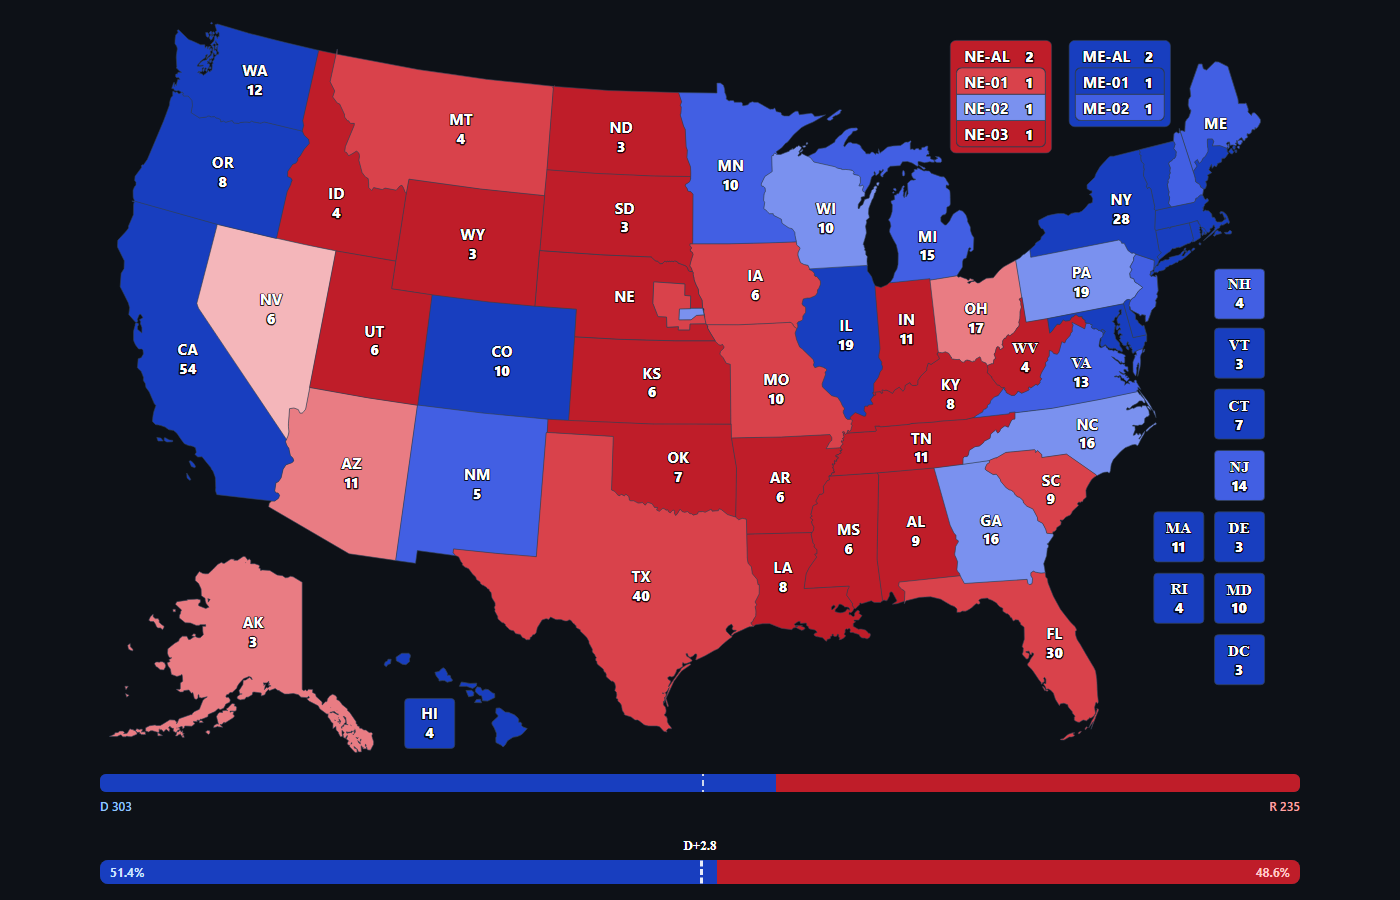 WA
12
OR
8
CA
54
NV
6
ID
4
MT
4
WY
3
UT
6
CO
10
AZ
11
NM
5
ND
3
SD
3
NE
KS
6
OK
7
TX
40
MN
10
IA
6
MO
10
AR
6
LA
8
WI
10
IL
19
MI
15
IN
11
OH
17
KY
8
TN
11
MS
6
AL
9
GA
16
FL
30
SC
9
NC
16
VA
13
WV
4
PA
19
NY
28
ME
NE-AL 2
NE-01 1
NE-02 1
NE-03 1
ME-AL 2
ME-01 1
ME-02 1
NH
4
VT
3
CT
7
NJ
14
MA
11
DE
3
RI
4
MD
10
DC
3
AK
3
HI
4
D 303
R 235
D+2.8
51.4%
48.6%